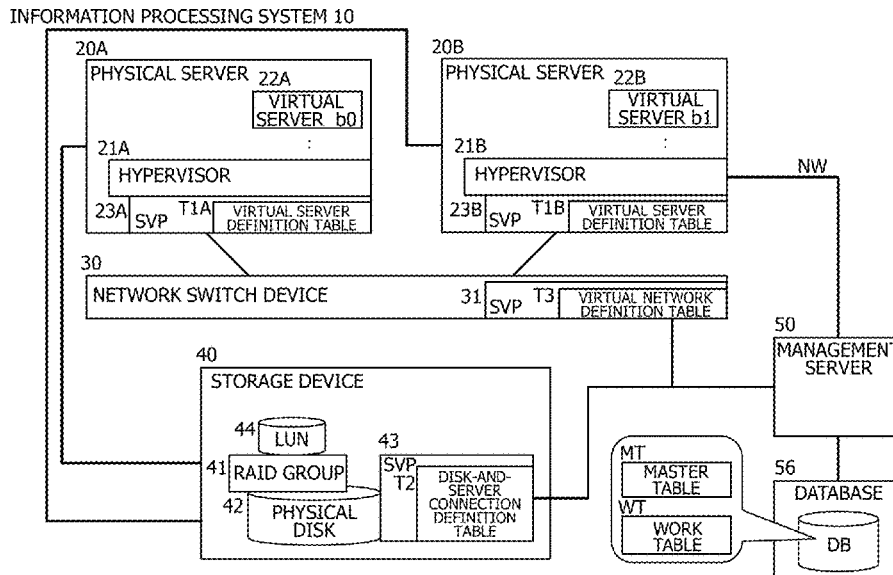 INFORMATION PROCESSING SYSTEM 10
20A
PHYSICAL SERVER
22A
VIRTUAL
SERVER b0
:
21A
HYPERVISOR
23A
SVP
T1A
VIRTUAL SERVER
DEFINITION TABLE
20B
PHYSICAL SERVER
22B
VIRTUAL
SERVER b1
:
21B
HYPERVISOR
23B
SVP
T1B
VIRTUAL SERVER
DEFINITION TABLE
NW
30
NETWORK SWITCH DEVICE
31
SVP
T3
VIRTUAL NETWORK
DEFINITION TABLE
50
MANAGEMENT
SERVER
40
STORAGE DEVICE
44
LUN
41
RAID GROUP
42
PHYSICAL
DISK
43
SVP
T2
DISK-AND-
SERVER
CONNECTION
DEFINITION
TABLE
MT
MASTER
TABLE
WT
WORK
TABLE
56
DATABASE
DB